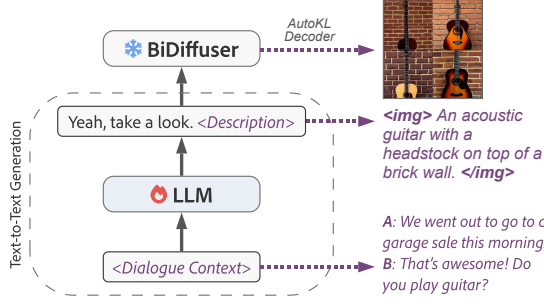 AutoKL
Decoder
BiDiffuser
Yeah, take a look. <Description>
<img> An acoustic
guitar with a
headstock on top of a
brick wall. </img>
Text-to-Text Generation
LLM
<Dialogue Context>
A: We went out to go to
garage sale this morning
B: That's awesome! Do
you play guitar?